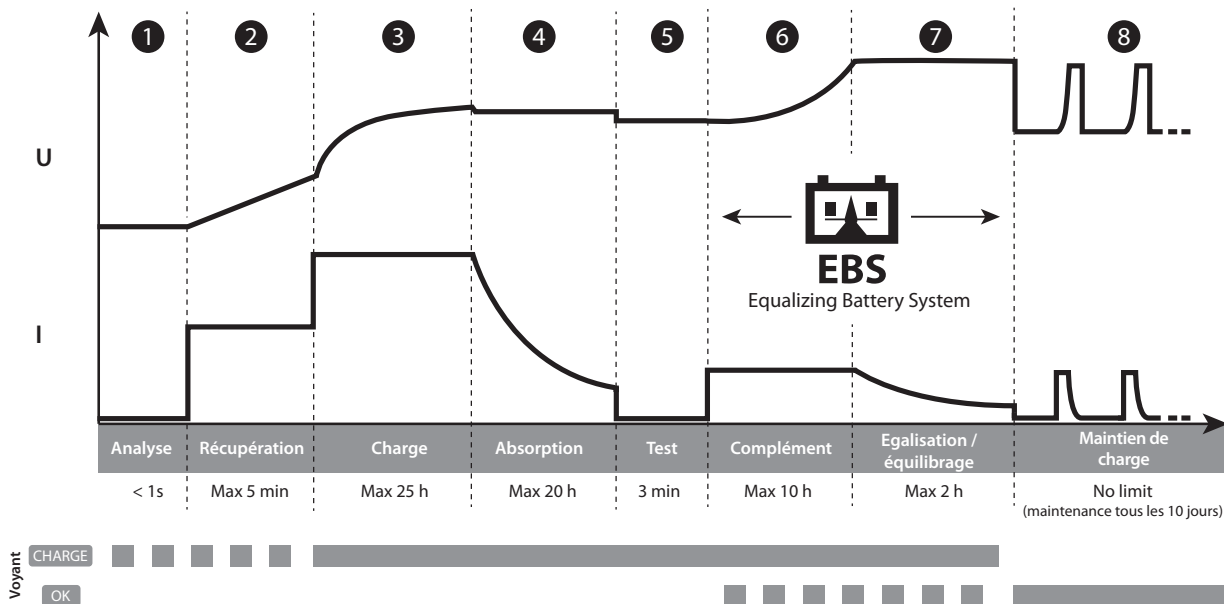 1 2 3 4 5 6 7 8
U
EBS
Equalizing Battery System
I
Analyse Récupération Charge Absorption Test Complément Egalisation / équilibrage Maintien de charge
< 1s Max 5 min Max 25 h Max 20 h 3 min Max 10 h Max 2 h No limit
(maintenance tous les 10 jours)
Voyant
CHARGE
OK